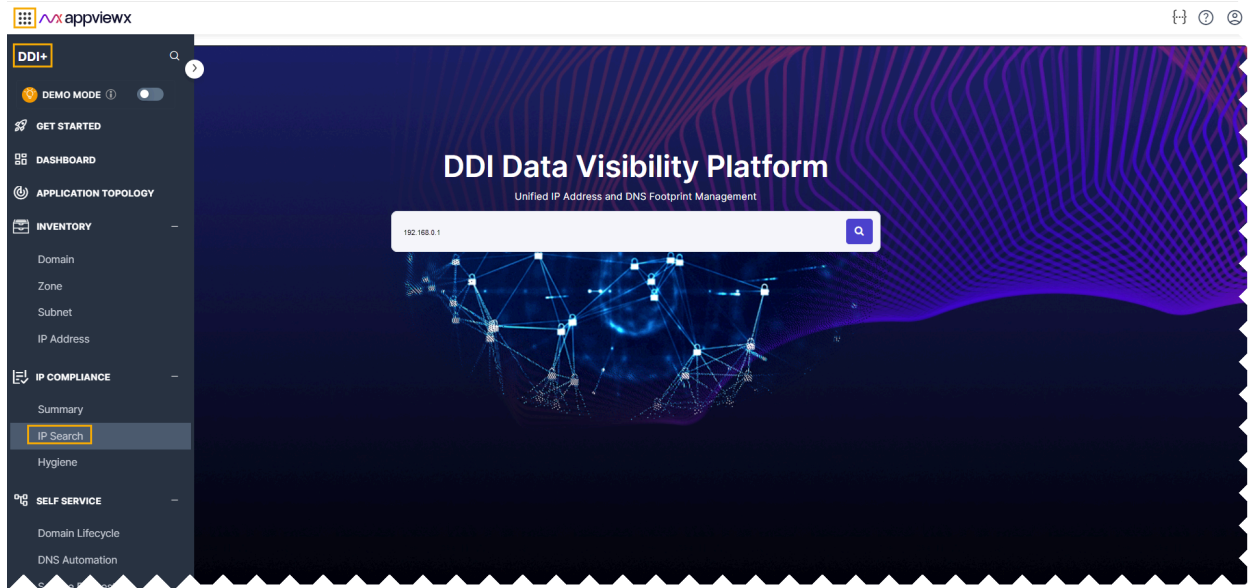 appviewx
DDI+
DEMO MODE
GET STARTED
DASHBOARD
APPLICATION TOPOLOGY
INVENTORY
Domain
Zone
Subnet
IP Address
IP COMPLIANCE
Summary
IP Search
Hygiene
SELF SERVICE
Domain Lifecycle
DNS Automation
DDI Data Visibility Platform
Unified IP Address and DNS Footprint Management
192.168.0.1